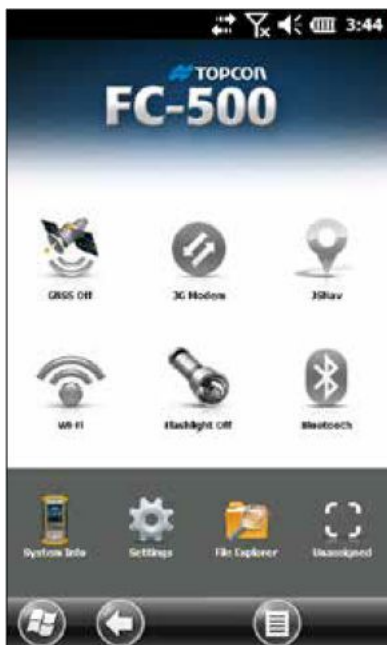 3:44
TOPCON
FC-500
GNSS Off
3G Modem
JSNav
Wi-Fi
Flashlight Off
Bluetooth
System Info
Settings
File Explorer
Unassigned